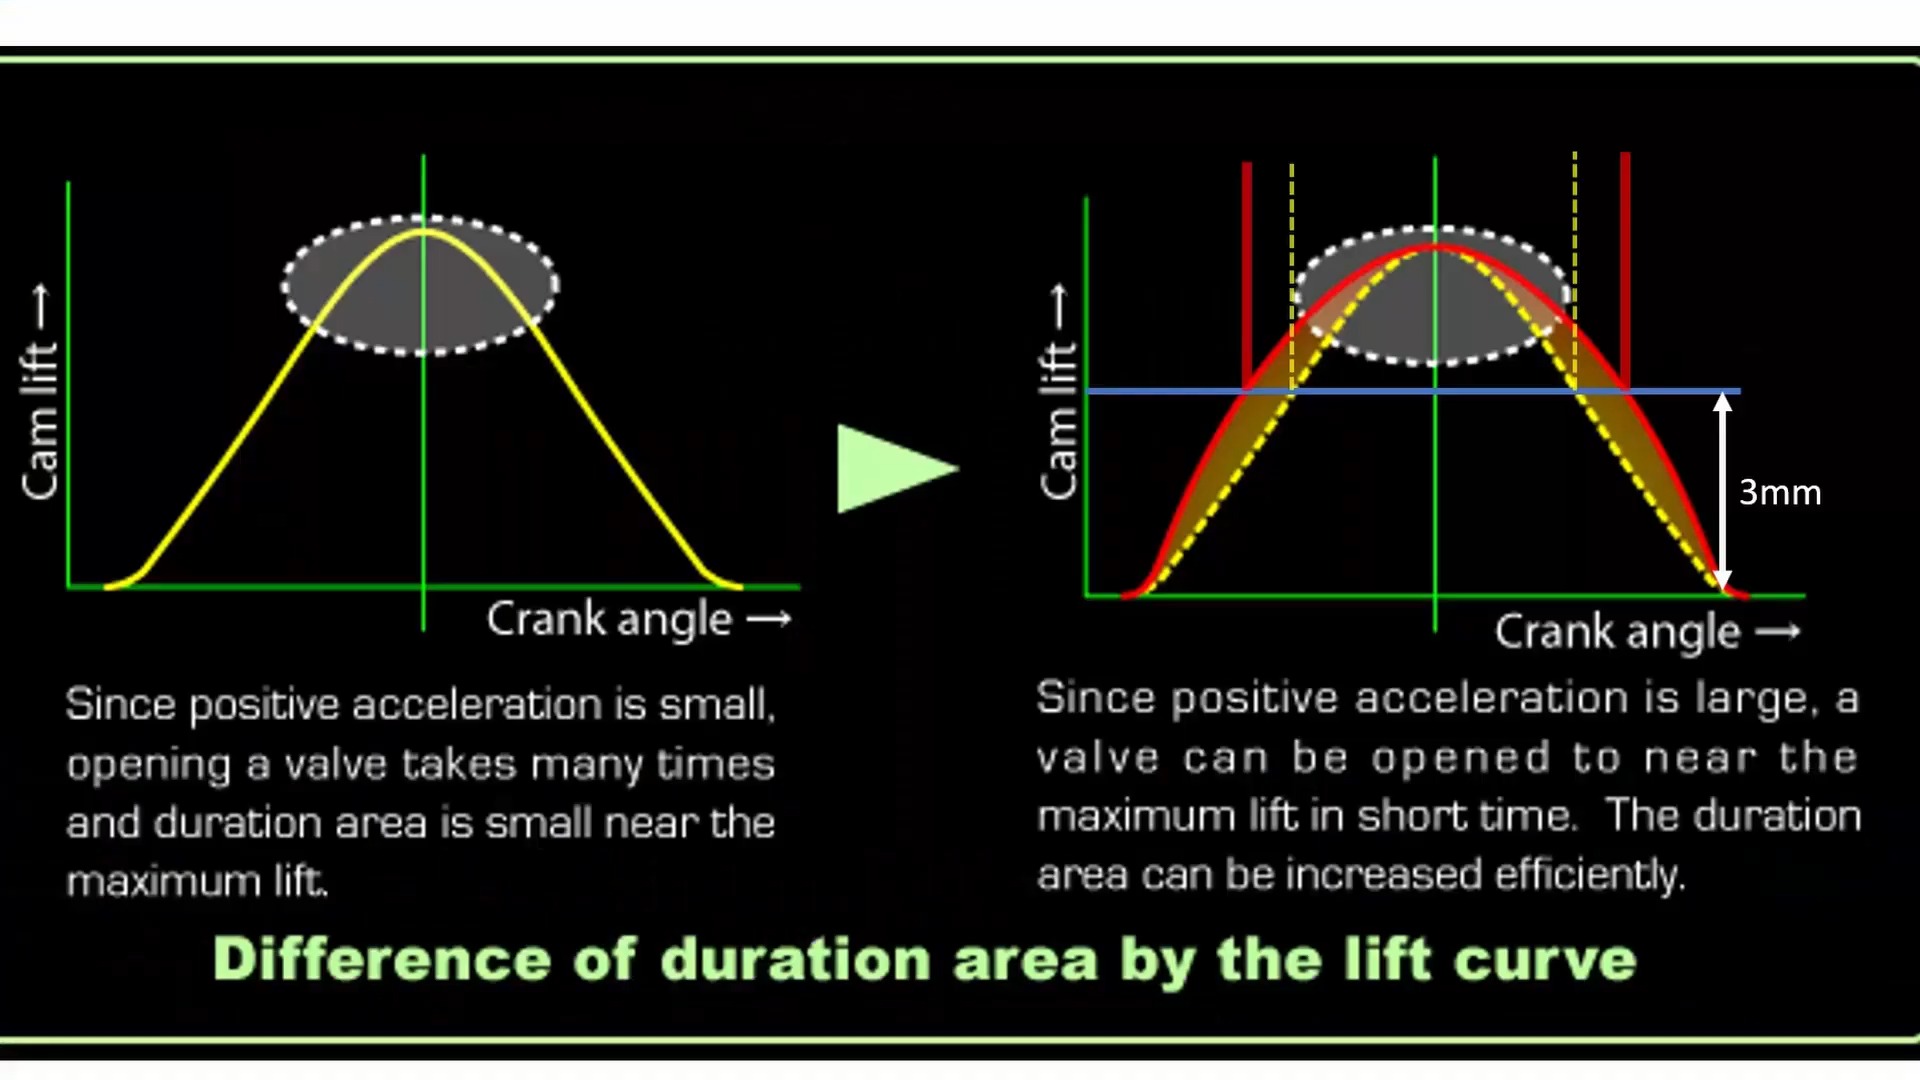 Cam lift →
Crank angle →
Since positive acceleration is small,
opening a valve takes many times
and duration area is small near the
maximum lift.
Cam lift →
3mm
Crank angle →
Since positive acceleration is large, a
valve can be opened to near the
maximum lift in short time. The duration
area can be increased efficiently.
Difference of duration area by the lift curve